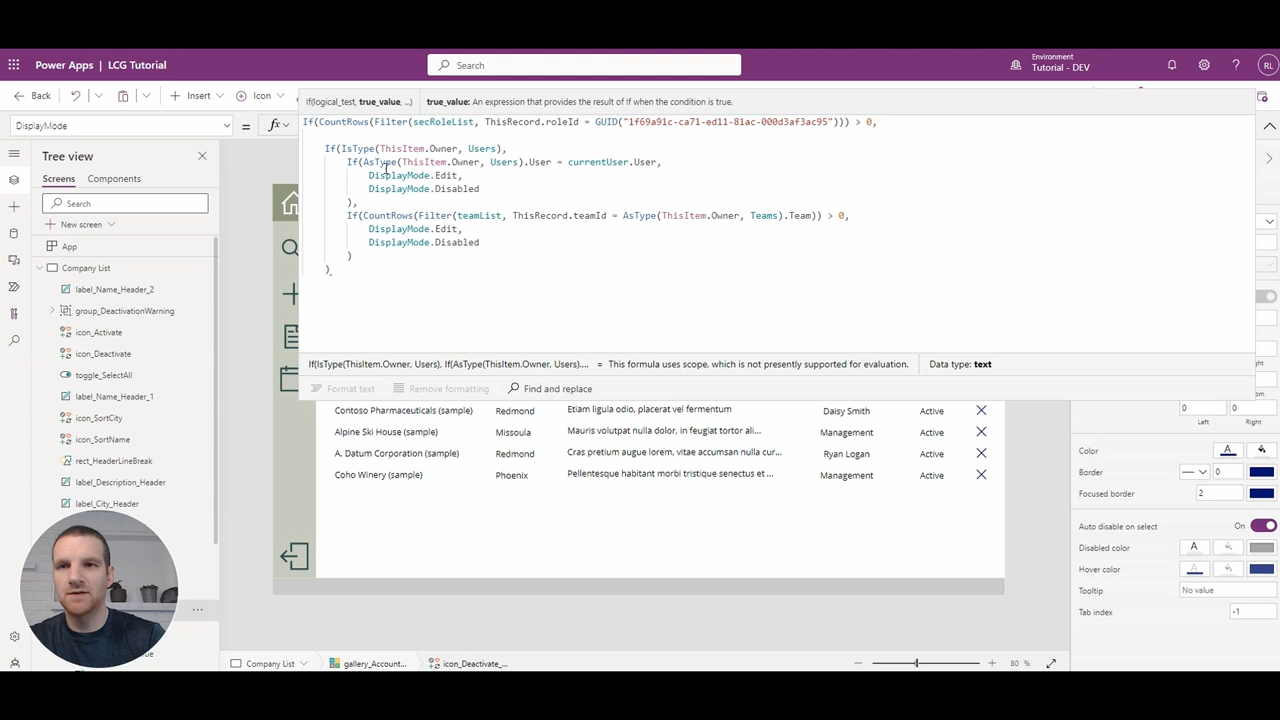 Power Apps | LCG Tutorial
Search
Environment
Tutorial - DEV
RL
Back
Insert
Icon
If(logical_test, true_value, ...) true_value: An expression that provides the result of If when the condition is true.
DisplayMode
=
fx
If(CountRows(Filter(secRoleList, ThisRecord.roleId = GUID("1f69a91c-ca71-ed11-81ac-000d3af3ac95"))) > 0,
If(IsType(ThisItem.Owner, Users),
If(AsType(ThisItem.Owner, Users).User = currentUser.User,
DisplayMode.Edit,
DisplayMode.Disabled
),
If(CountRows(Filter(teamList, ThisRecord.teamId = AsType(ThisItem.Owner, Teams).Team)) > 0,
DisplayMode.Edit,
DisplayMode.Disabled
)
)
If(IsType(ThisItem.Owner, Users), If(AsType(ThisItem.Owner, Users).... = This formula uses scope, which is not presently supported for evaluation. Data type: text
Format text
Remove formatting
Find and replace
Tree view
Screens
Components
Search
New screen
App
Company List
label_Name_Header_2
group_DeactivationWarning
icon_Activate
icon_Deactivate
toggle_SelectAll
label_Name_Header_1
icon_SortCity
icon_SortName
rect_HeaderLineBreak
label_Description_Header
label_City_Header
Contoso Pharmaceuticals (sample) Redmond Etiam ligula odio, placerat vel fermentum Daisy Smith Active
Alpine Ski House (sample) Missoula Mauris volutpat nulla dolor, in feugiat tortor ali... Management Active
A. Datum Corporation (sample) Redmond Cras pretium augue lorem, vitae accumsan nulla cur... Ryan Logan Active
Coho Winery (sample) Phoenix Pellentesque habitant morbi tristique senectus et ... Management Active
0 0
Left Right
Color
Border 0
Focused border 2
Auto disable on select On
Disabled color
Hover color
Tooltip No value
Tab index -1
Company List
gallery_Account...
icon_Deactivate_...
80 %